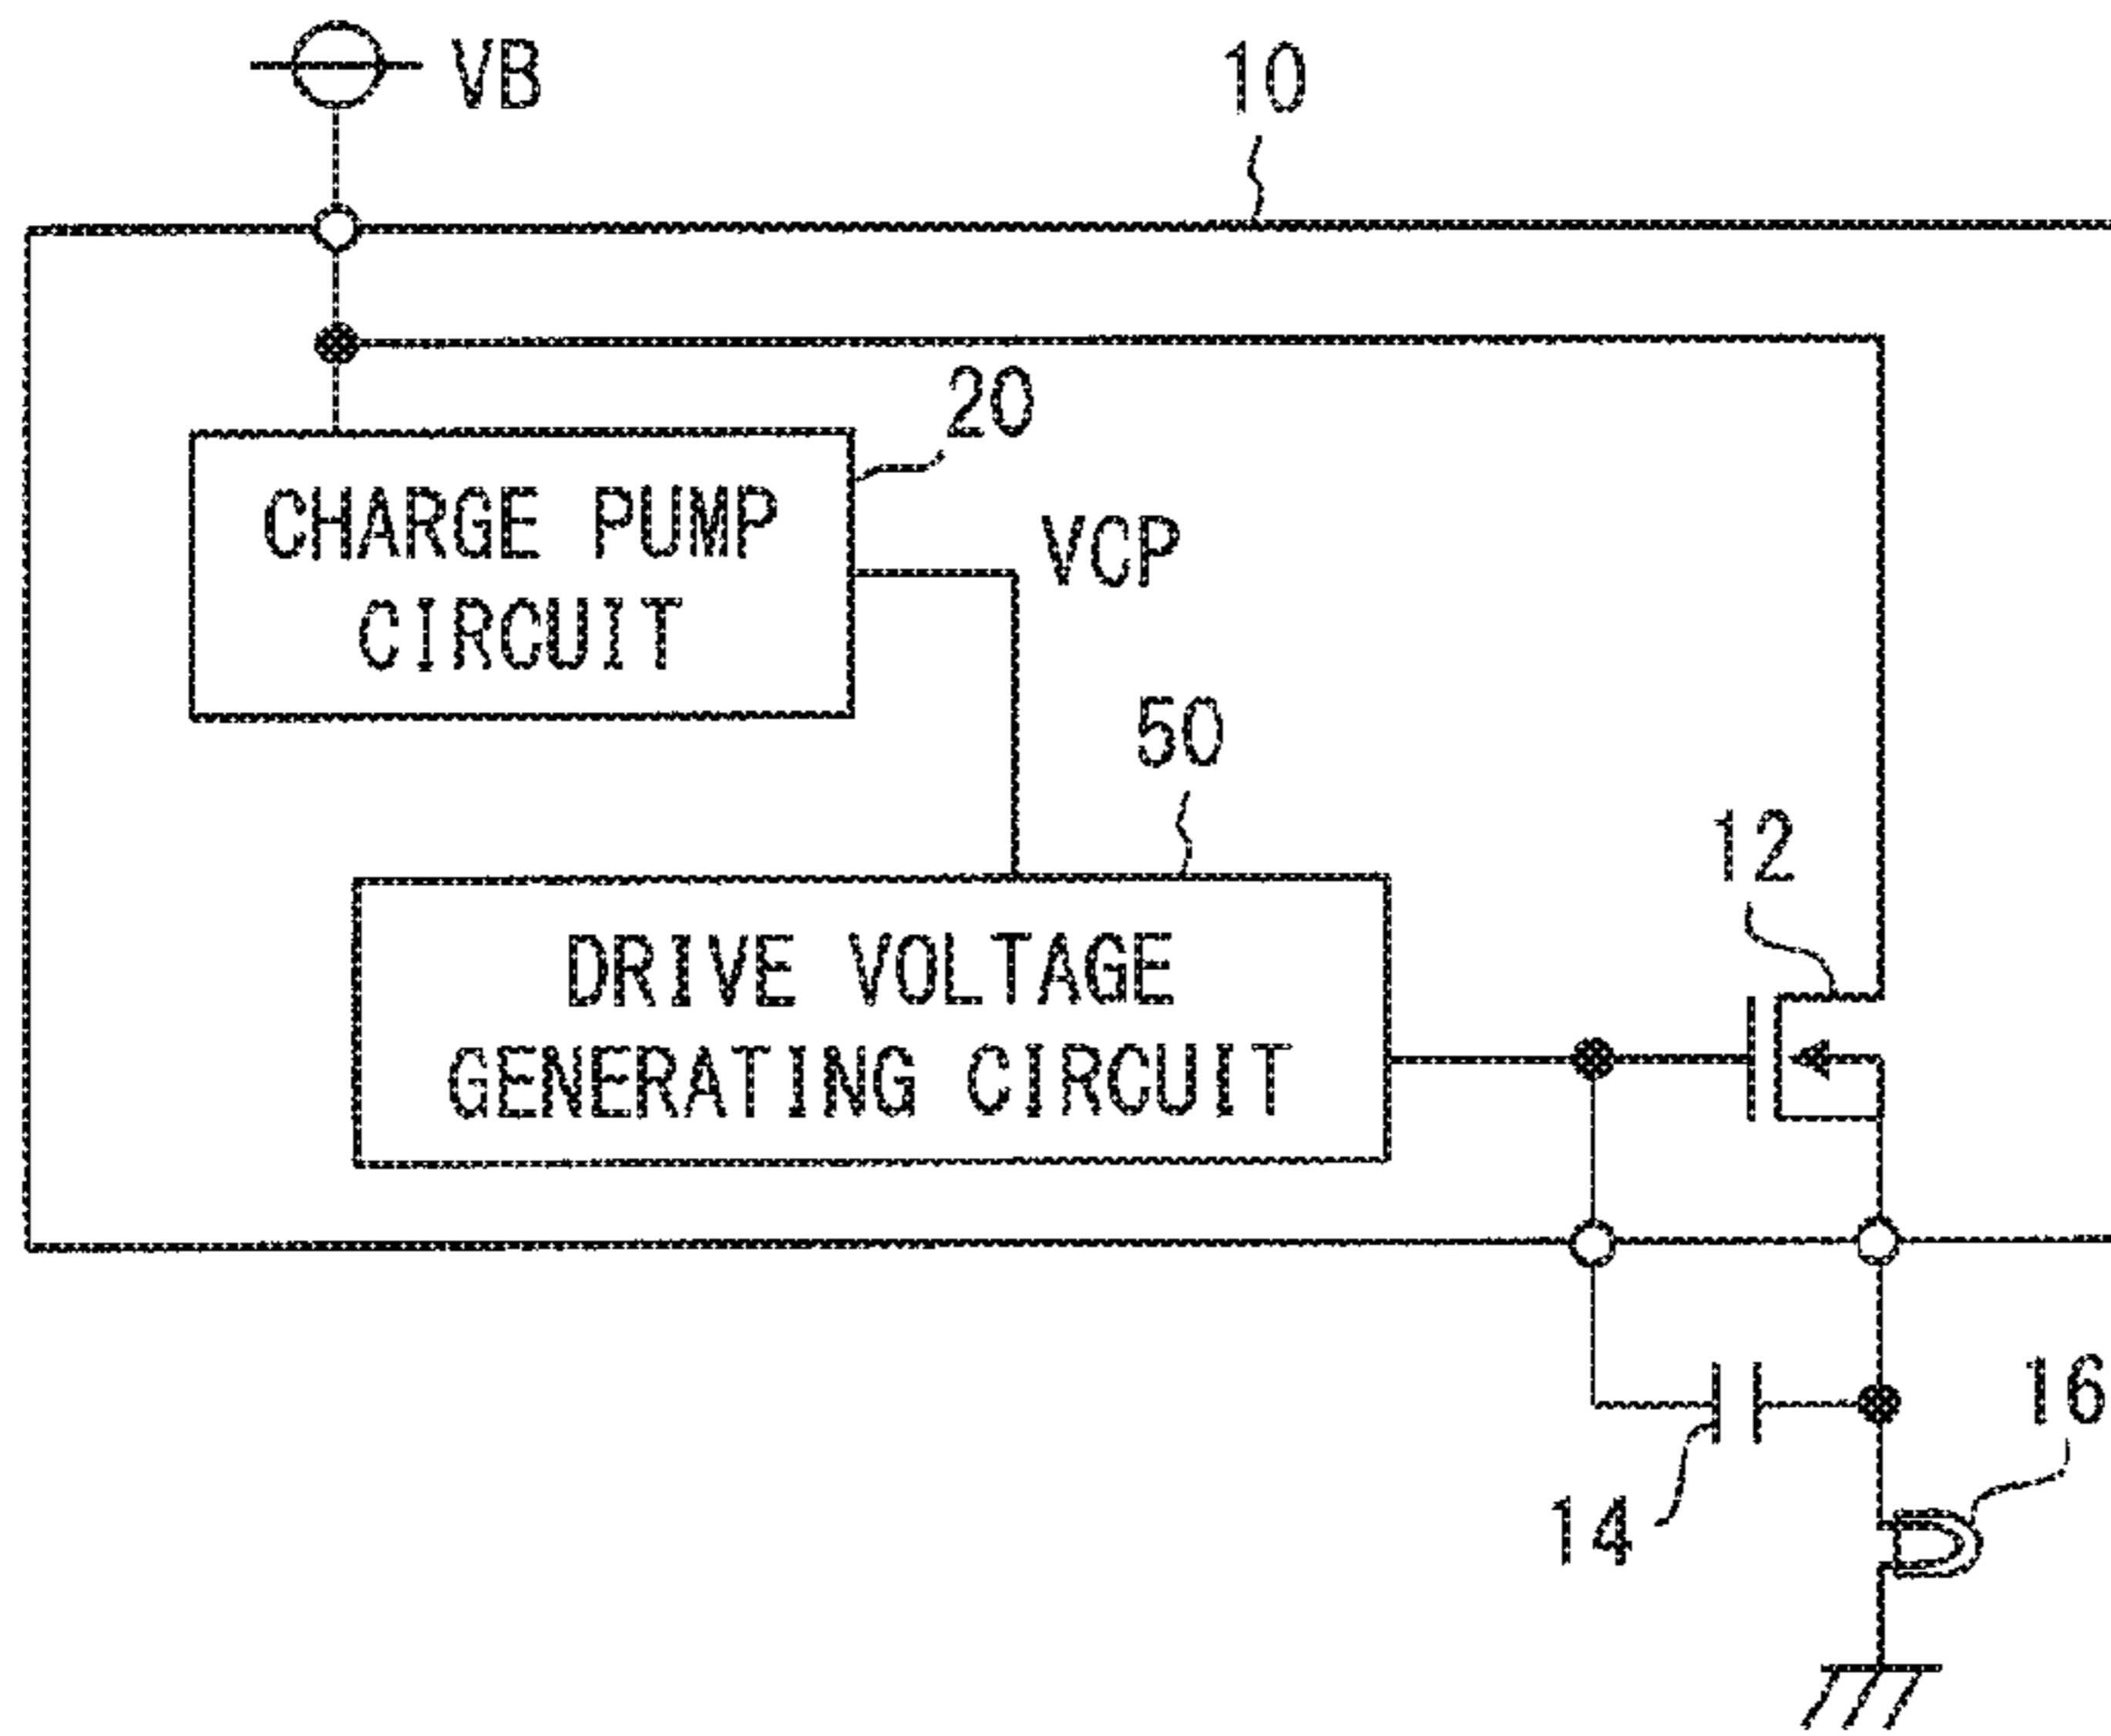 VB
10
20
CHARGE PUMP
CIRCUIT
VCP
50
12
DRIVE VOLTAGE
GENERATING CIRCUIT
16
14